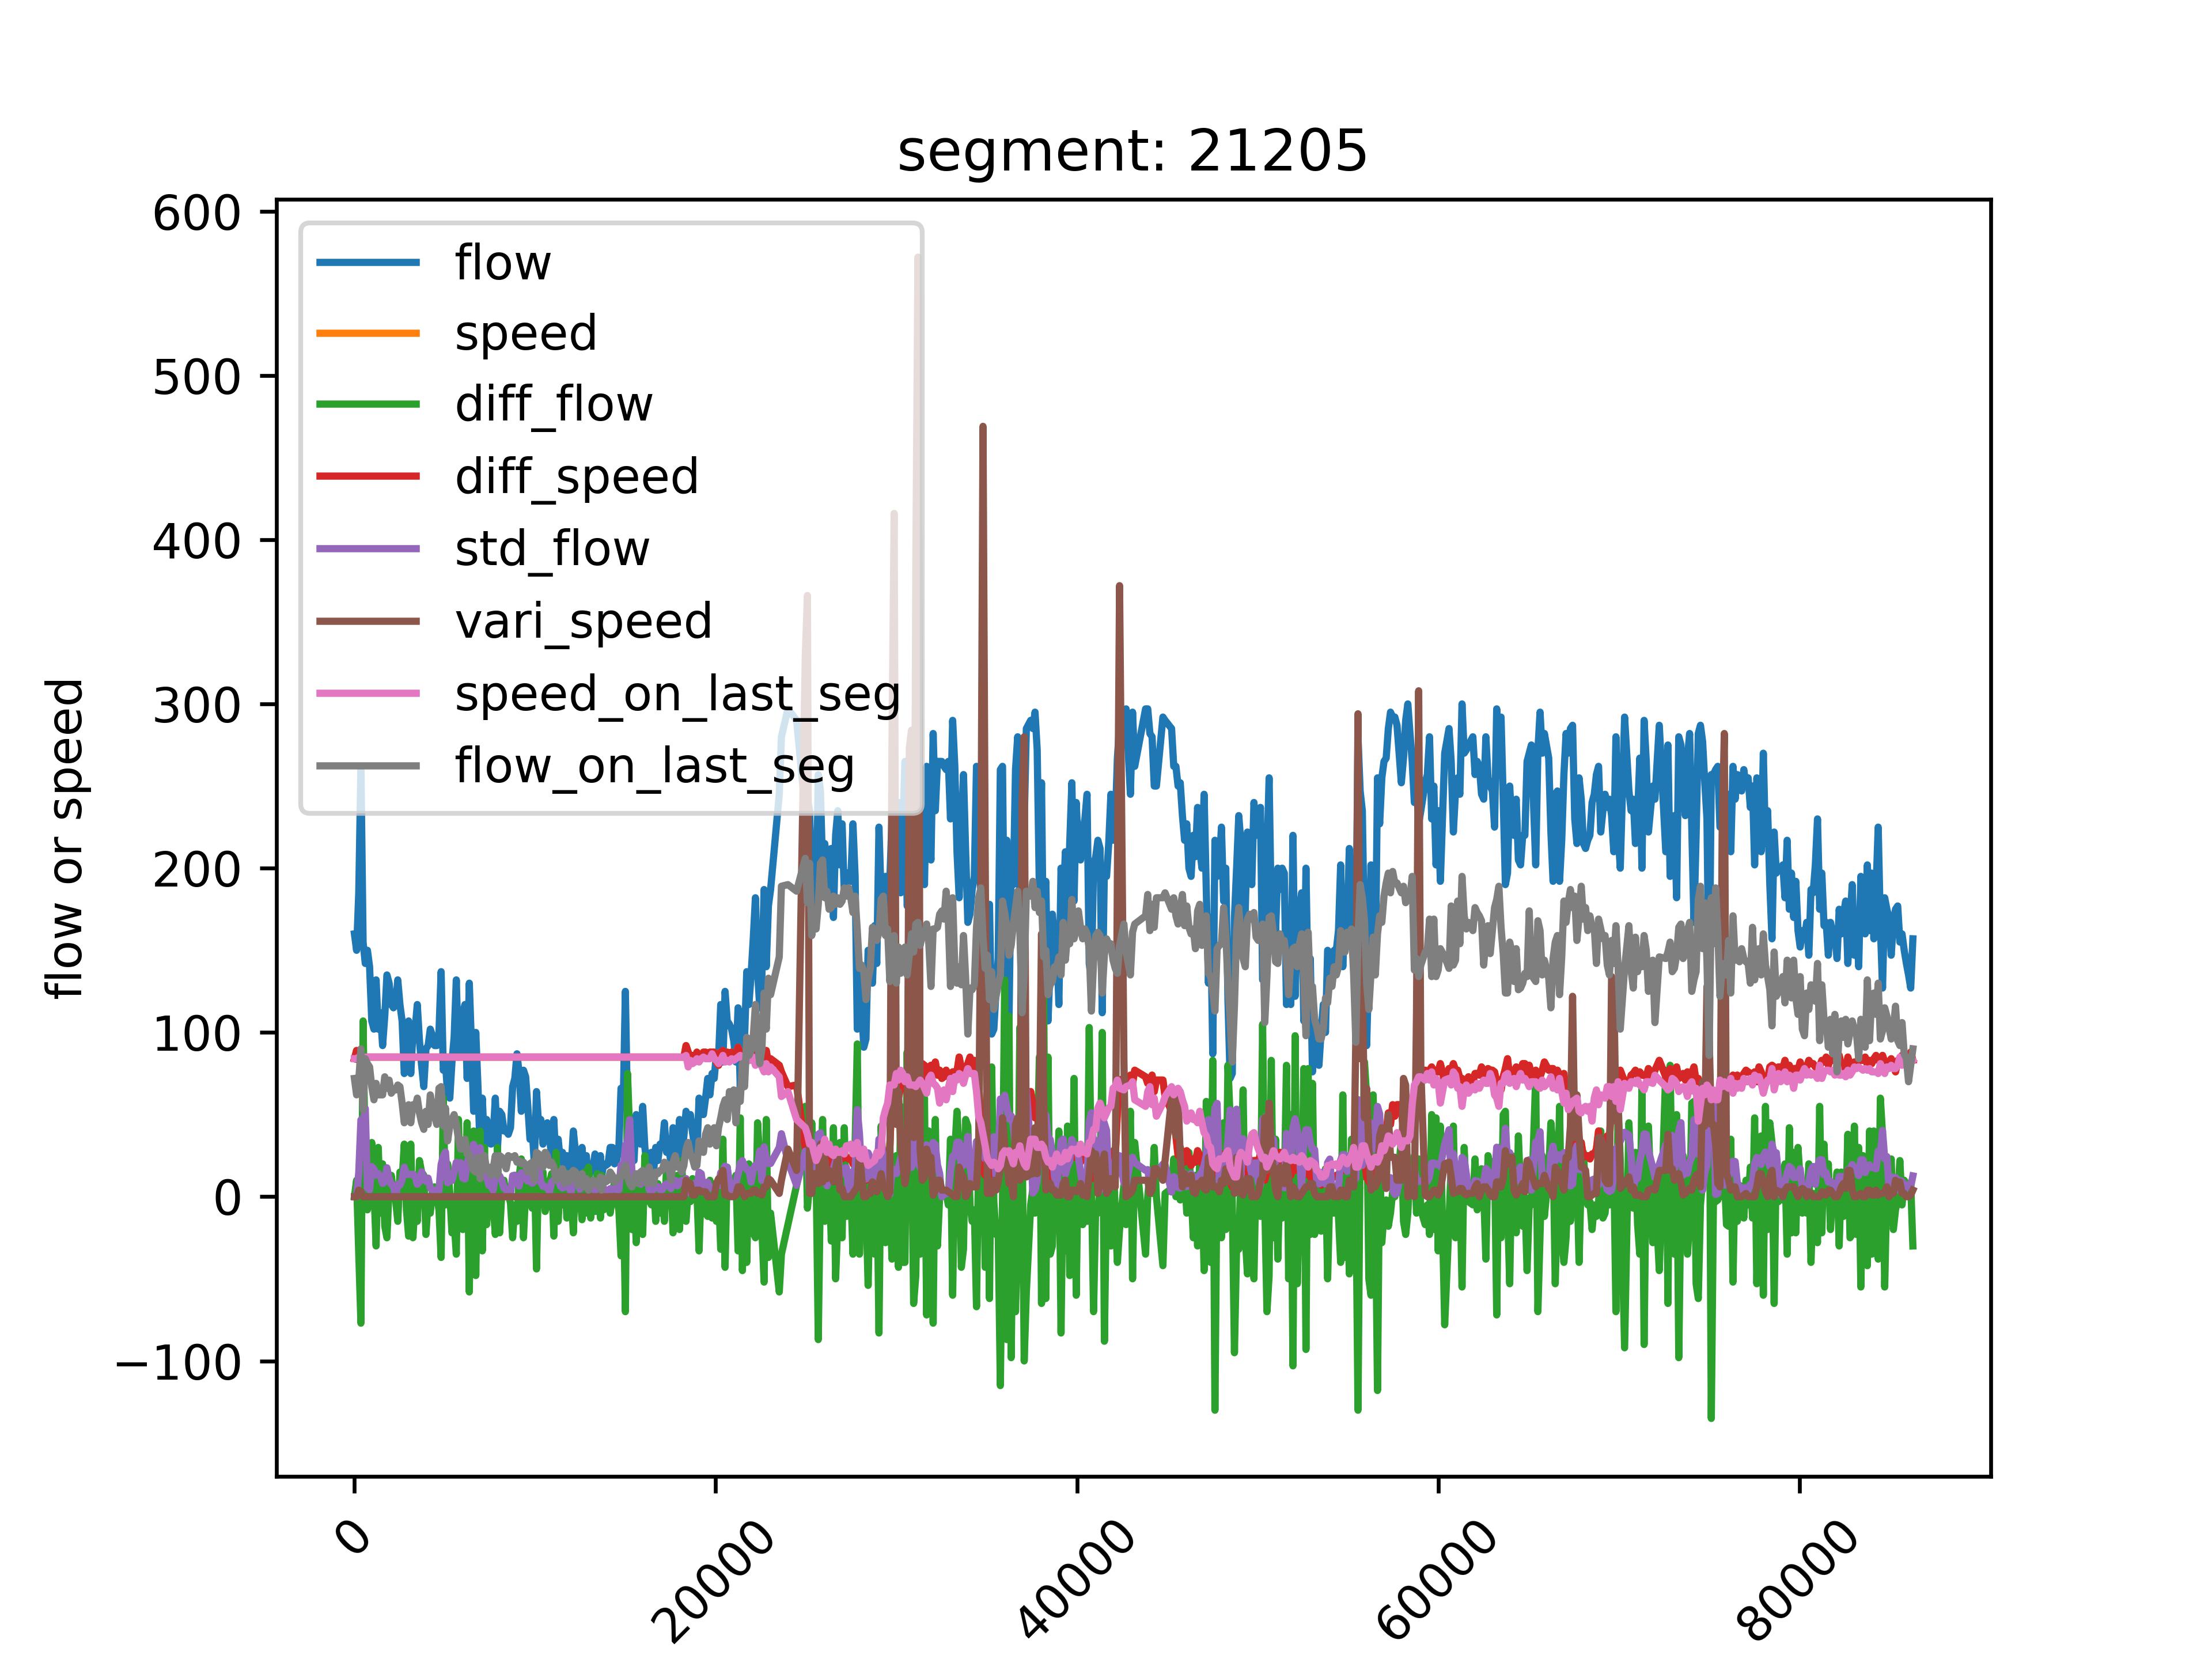 segment: 21205
600
500
400
300
200
100
0
−100
flow or speed
flow
speed
diff_flow
diff_speed
std_flow
vari_speed
speed_on_last_seg
flow_on_last_seg
0
20000
40000
60000
80000